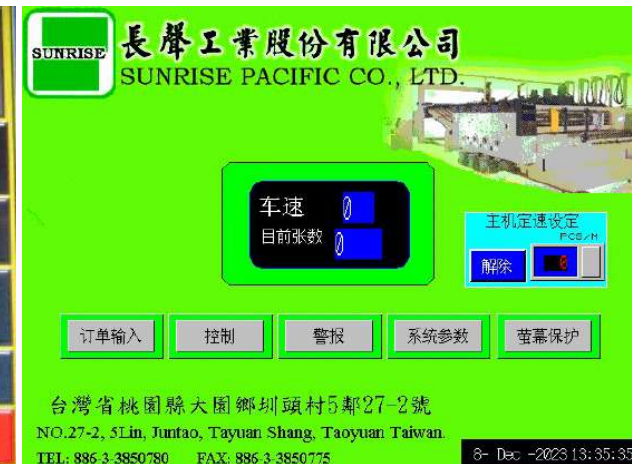 SUNRISE
長聲工業股份有限公司
SUNRISE PACIFIC CO., LTD.
车速 0
目前张数 0
主机定速设定
PCS/M
解除 0
订单输入 控制 警报 系统参数 萤幕保护
台灣省桃園縣大園鄉圳頭村5鄰27-2號
NO.27-2, 5Lin, Juntao, Tayuan Shang, Taoyuan Taiwan.
TEL: 886-3-3850780 FAX: 886-3-3850775
8- Dec -2023 13:35:35